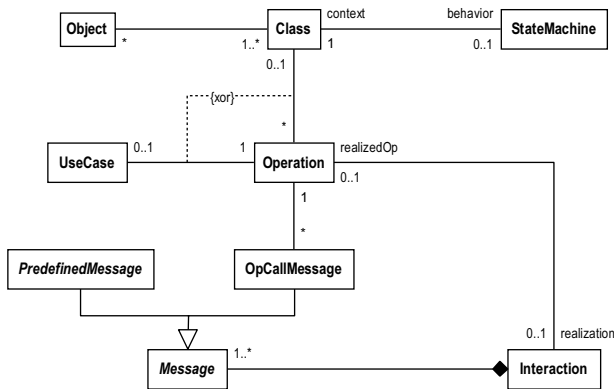 context
behavior
Object
Class
StateMachine
*
1..*
1
0..1
0..1
{xor}
*
realizedOp
UseCase
0..1
1
Operation
0..1
1
*
PredefinedMessage
OpCallMessage
0..1
realization
1..*
Message
Interaction